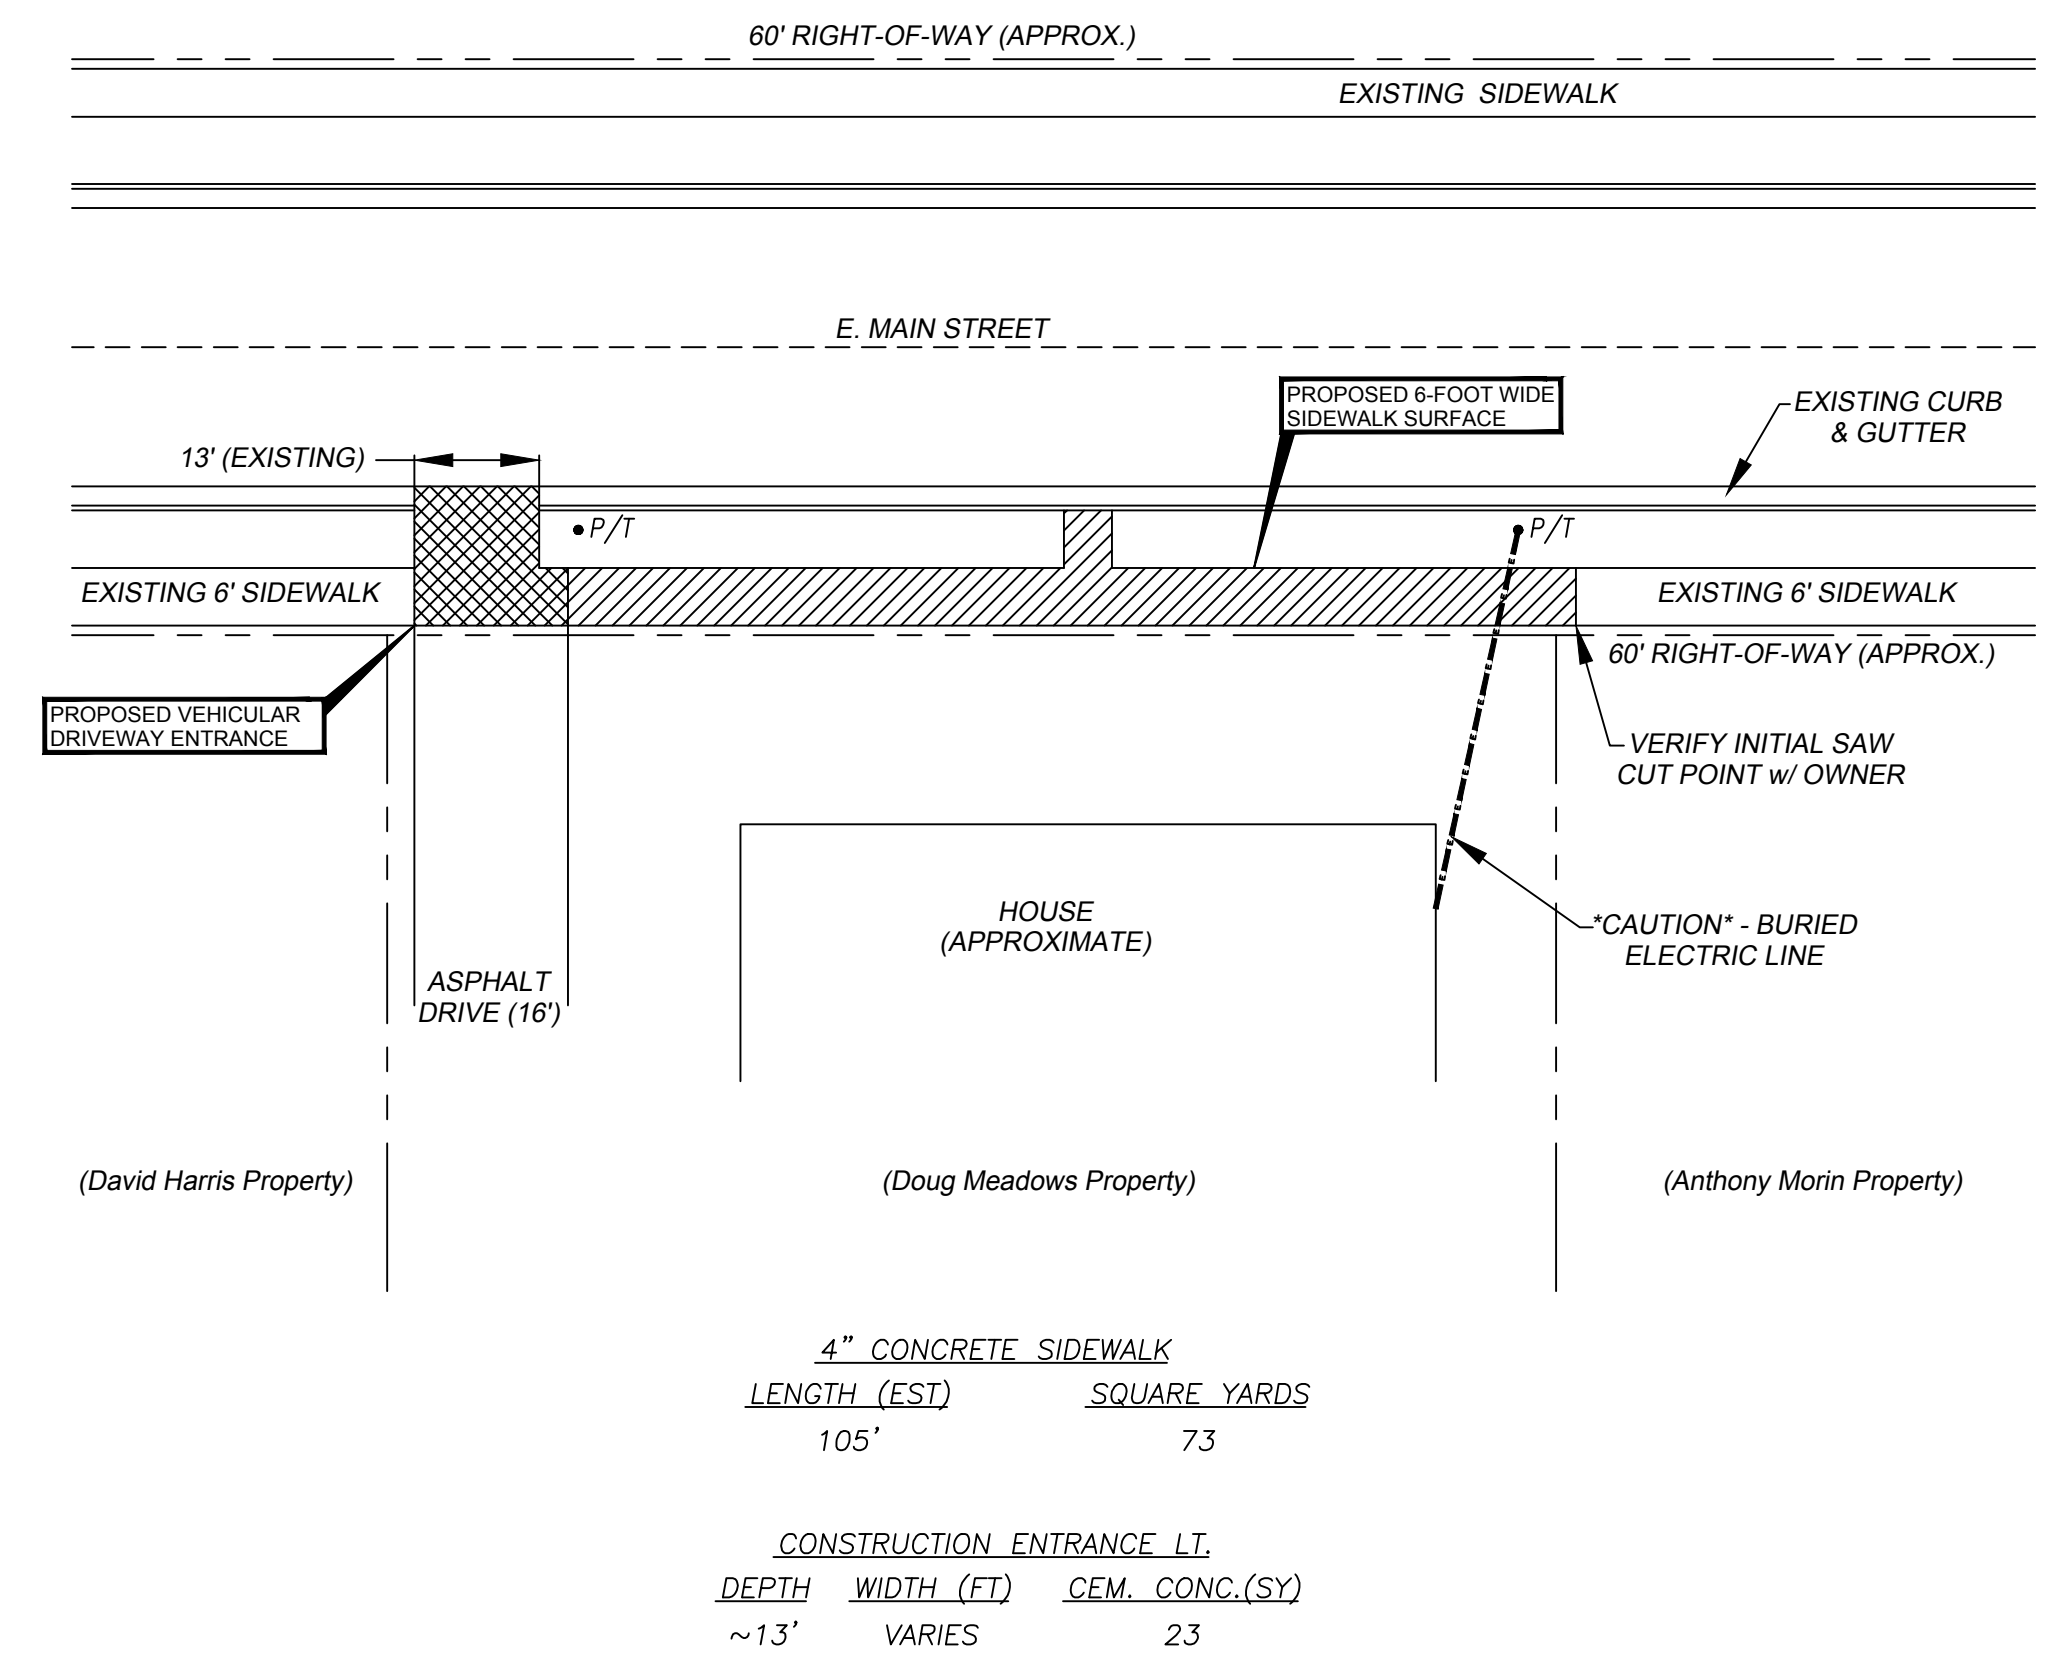 60' RIGHT-OF-WAY (APPROX.)
EXISTING SIDEWALK
E. MAIN STREET
PROPOSED 6-FOOT WIDE
SIDEWALK SURFACE
EXISTING CURB
& GUTTER
13' (EXISTING)
P/T
P/T
EXISTING 6' SIDEWALK
EXISTING 6' SIDEWALK
60' RIGHT-OF-WAY (APPROX.)
PROPOSED VEHICULAR
DRIVEWAY ENTRANCE
VERIFY INITIAL SAW
CUT POINT w/ OWNER
HOUSE
(APPROXIMATE)
*CAUTION* - BURIED
ELECTRIC LINE
ASPHALT
DRIVE (16')
(David Harris Property)
(Doug Meadows Property)
(Anthony Morin Property)
4” CONCRETE SIDEWALK
LENGTH (EST) SQUARE YARDS
105’ 73
CONSTRUCTION ENTRANCE LT.
DEPTH WIDTH (FT) CEM. CONC.(SY)
~13’ VARIES 23